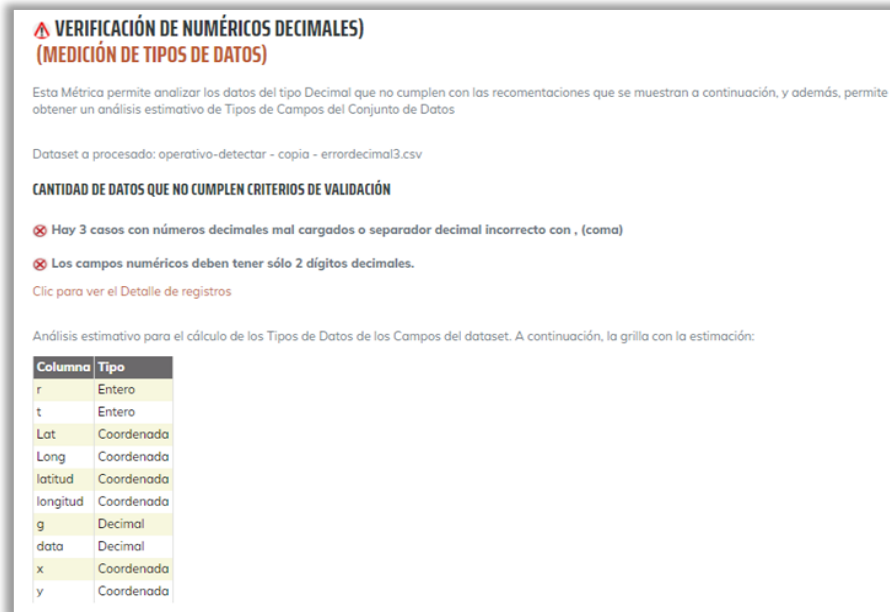 VERIFICACIÓN DE NUMÉRICOS DECIMALES)
(MEDICIÓN DE TIPOS DE DATOS)
Esta Métrica permite analizar los datos del tipo Decimal que no cumplen con las recomentaciones que se muestran a continuación, y además, permite
obtener un análisis estimativo de Tipos de Campos del Conjunto de Datos
Dataset a procesado: operativo-detectar - copia - errordecimal3.csv
CANTIDAD DE DATOS QUE NO CUMPLEN CRITERIOS DE VALIDACIÓN
Hay 3 casos con números decimales mal cargados o separador decimal incorrecto con , (coma)
Los campos numéricos deben tener sólo 2 dígitos decimales.
Clic para ver el Detalle de registros
Análisis estimativo para el cálculo de los Tipos de Datos de los Campos del dataset. A continuación, la grilla con la estimación:
Columna Tipo
r Entero
t Entero
Lat Coordenada
Long Coordenada
latitud Coordenada
longitud Coordenada
g Decimal
data Decimal
x Coordenada
y Coordenada